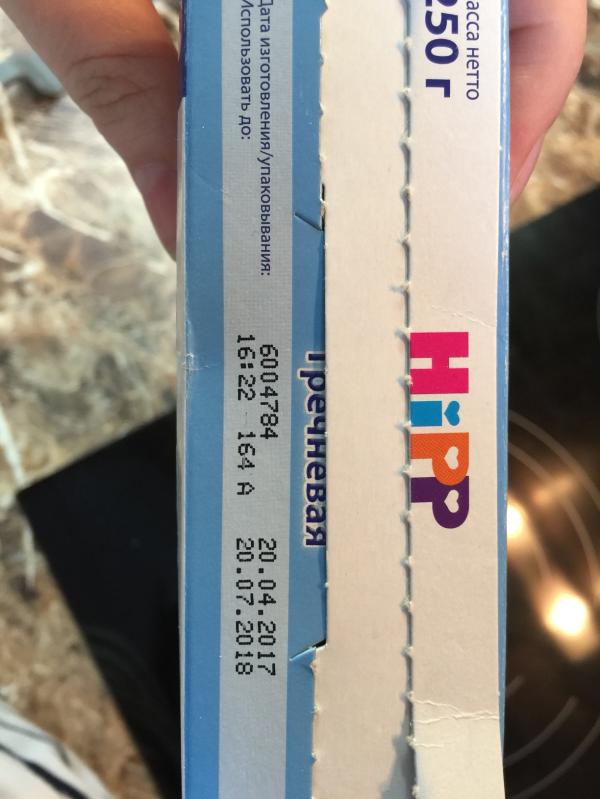 асса нетто
250 г
HiPP
Гречневая
Дата изготовления/упаковывания:
Использовать до:
6004784 20.04.2017
16:22 164 A 20.07.2018